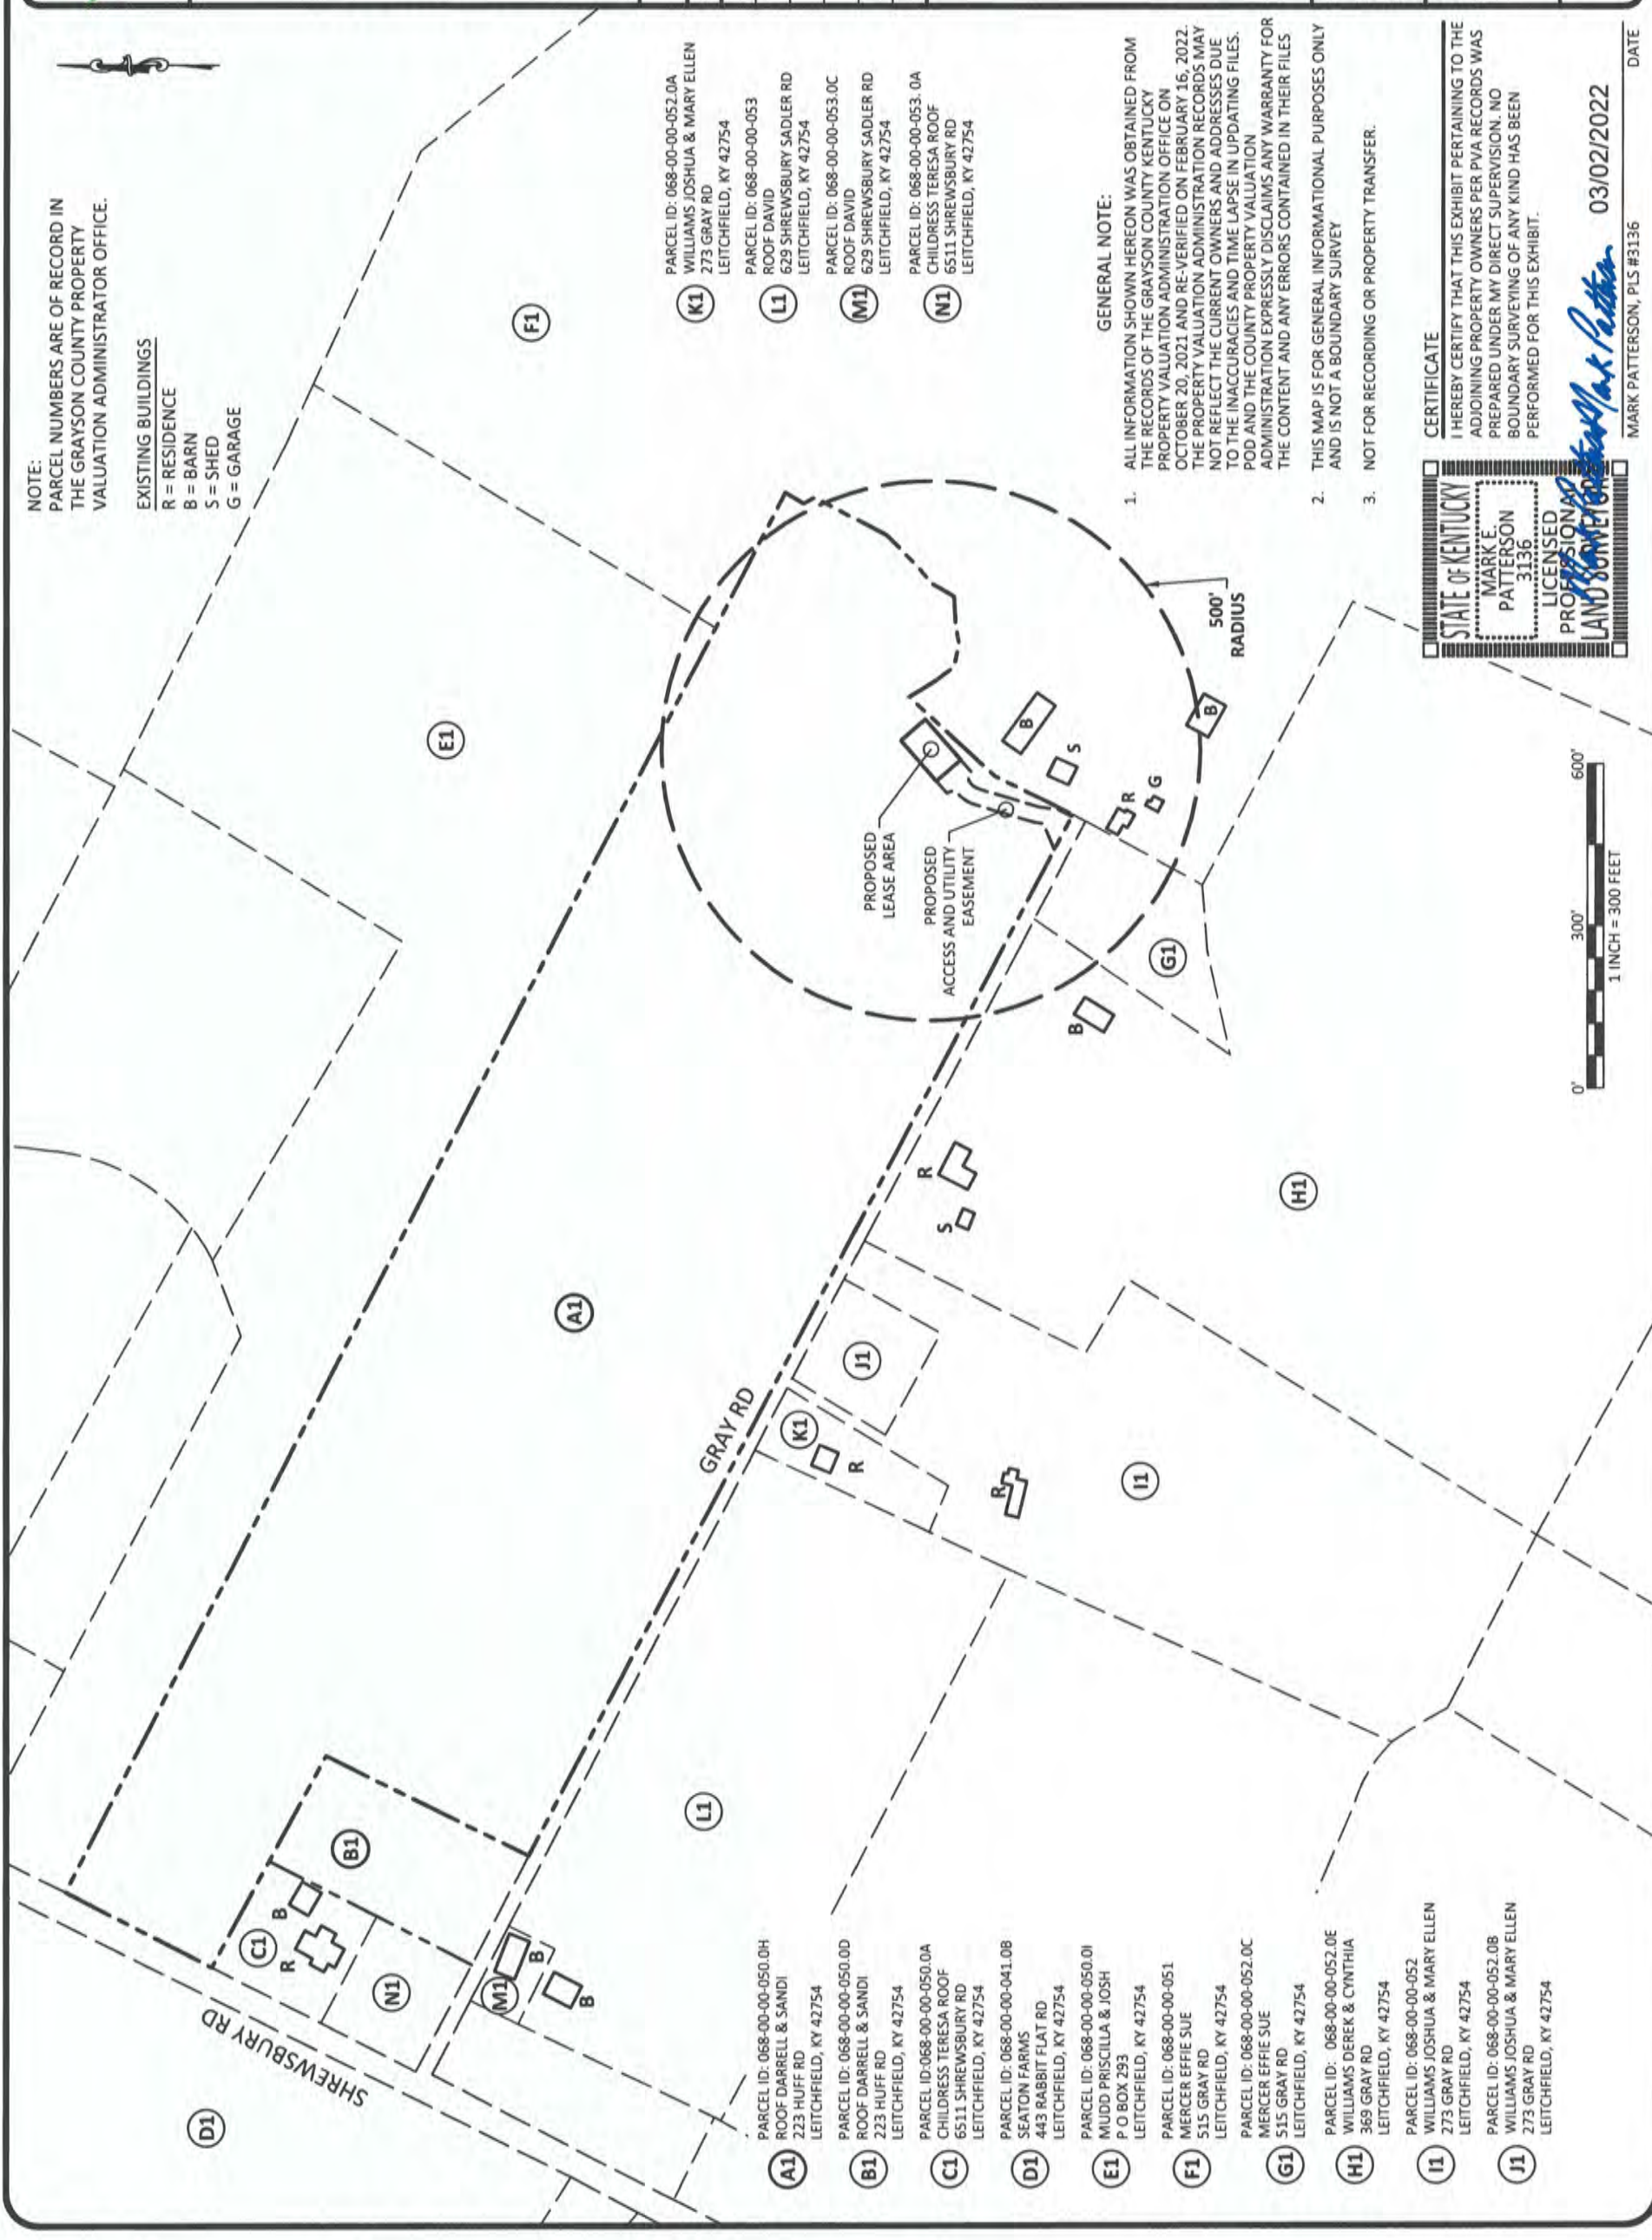 NOTE:
PARCEL NUMBERS ARE OF RECORD IN
THE GRAYSON COUNTY PROPERTY
VALUATION ADMINISTRATOR OFFICE.
EXISTING BUILDINGS
R = RESIDENCE
B = BARN
S = SHED
G = GARAGE
D1
SHREWSBURY RD
C1
R
B
B1
N1
M1
B
B
L1
A1
GRAY RD
K1
R
J1
R
I1
E1
F1
S
R
H1
B
G1
PROPOSED
LEASE AREA
PROPOSED
ACCESS AND UTILITY
EASEMENT
B
S
R
G
B
500'
RADIUS
A1
PARCEL ID: 068-00-00-050.0H
ROOF DARRELL & SANDI
223 HUFF RD
LEITCHFIELD, KY 42754
B1
PARCEL ID: 068-00-00-050.0D
ROOF DARRELL & SANDI
223 HUFF RD
LEITCHFIELD, KY 42754
C1
PARCEL ID:068-00-00-050.0A
CHILDRESS TERESA ROOF
6511 SHREWSBURY RD
LEITCHFIELD, KY 42754
D1
PARCEL ID: 068-00-00-041.0B
SEATON FARMS
443 RABBIT FLAT RD
LEITCHFIELD, KY 42754
E1
PARCEL ID: 068-00-00-050.0I
MUDD PRISCILLA & JOSH
P O BOX 293
LEITCHFIELD, KY 42754
F1
PARCEL ID: 068-00-00-051
MERCER EFFIE SUE
515 GRAY RD
LEITCHFIELD, KY 42754
G1
PARCEL ID: 068-00-00-052.0C
MERCER EFFIE SUE
515 GRAY RD
LEITCHFIELD, KY 42754
H1
PARCEL ID: 068-00-00-052.0E
WILLIAMS DEREK & CYNTHIA
369 GRAY RD
LEITCHFIELD, KY 42754
I1
PARCEL ID: 068-00-00-052
WILLIAMS JOSHUA & MARY ELLEN
273 GRAY RD
LEITCHFIELD, KY 42754
J1
PARCEL ID: 068-00-00-052.0B
WILLIAMS JOSHUA & MARY ELLEN
273 GRAY RD
LEITCHFIELD, KY 42754
K1
PARCEL ID: 068-00-00-052.0A
WILLIAMS JOSHUA & MARY ELLEN
273 GRAY RD
LEITCHFIELD, KY 42754
L1
PARCEL ID: 068-00-00-053
ROOF DAVID
629 SHREWSBURY SADLER RD
LEITCHFIELD, KY 42754
M1
PARCEL ID: 068-00-00-053.0C
ROOF DAVID
629 SHREWSBURY SADLER RD
LEITCHFIELD, KY 42754
N1
PARCEL ID: 068-00-00-053. 0A
CHILDRESS TERESA ROOF
6511 SHREWSBURY RD
LEITCHFIELD, KY 42754
GENERAL NOTE:
1. ALL INFORMATION SHOWN HEREON WAS OBTAINED FROM
THE RECORDS OF THE GRAYSON COUNTY KENTUCKY
PROPERTY VALUATION ADMINISTRATION OFFICE ON
OCTOBER 20, 2021 AND RE-VERIFIED ON FEBRUARY 16, 2022.
THE PROPERTY VALUATION ADMINISTRATION RECORDS MAY
NOT REFLECT THE CURRENT OWNERS AND ADDRESSES DUE
TO THE INACCURACIES AND TIME LAPSE IN UPDATING FILES.
POD AND THE COUNTY PROPERTY VALUATION
ADMINISTRATION EXPRESSLY DISCLAIMS ANY WARRANTY FOR
THE CONTENT AND ANY ERRORS CONTAINED IN THEIR FILES
2. THIS MAP IS FOR GENERAL INFORMATIONAL PURPOSES ONLY
AND IS NOT A BOUNDARY SURVEY
3. NOT FOR RECORDING OR PROPERTY TRANSFER.
0' 300' 600'
1 INCH = 300 FEET
STATE OF KENTUCKY
MARK E.
PATTERSON
3136
LICENSED
PROFESSIONAL
LAND SURVEYOR
CERTIFICATE
I HEREBY CERTIFY THAT THIS EXHIBIT PERTAINING TO THE
ADJOINING PROPERTY OWNERS PER PVA RECORDS WAS
PREPARED UNDER MY DIRECT SUPERVISION. NO
BOUNDARY SURVEYING OF ANY KIND HAS BEEN
PERFORMED FOR THIS EXHIBIT.
Mark Patterson 03/02/2022
MARK PATTERSON, PLS #3136 DATE